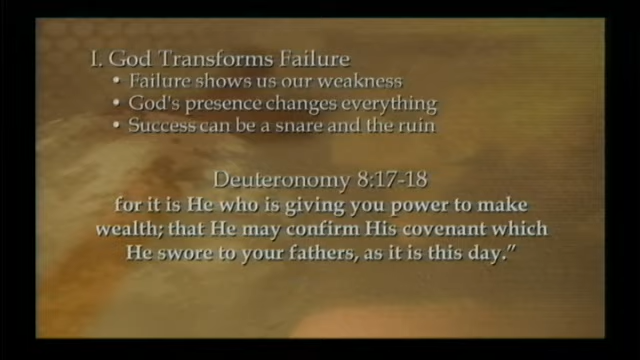 I. God Transforms Failure
• Failure shows us our weakness
• God's presence changes everything
• Success can be a snare and the ruin
Deuteronomy 8:17-18
for it is He who is giving you power to make
wealth; that He may confirm His covenant which
He swore to your fathers, as it is this day.”